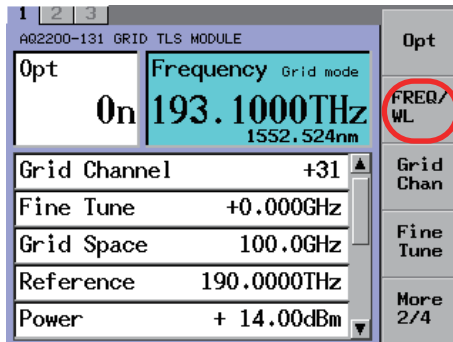 1 2 3
AQ2200-131 GRID TLS MODULE
Opt
On
Frequency Grid mode
193.1000THz
1552.524nm
Grid Channel +31
Fine Tune +0.000GHz
Grid Space 100.0GHz
Reference 190.0000THz
Power + 14.00dBm
Opt
FREQ/
WL
Grid
Chan
Fine
Tune
More
2/4